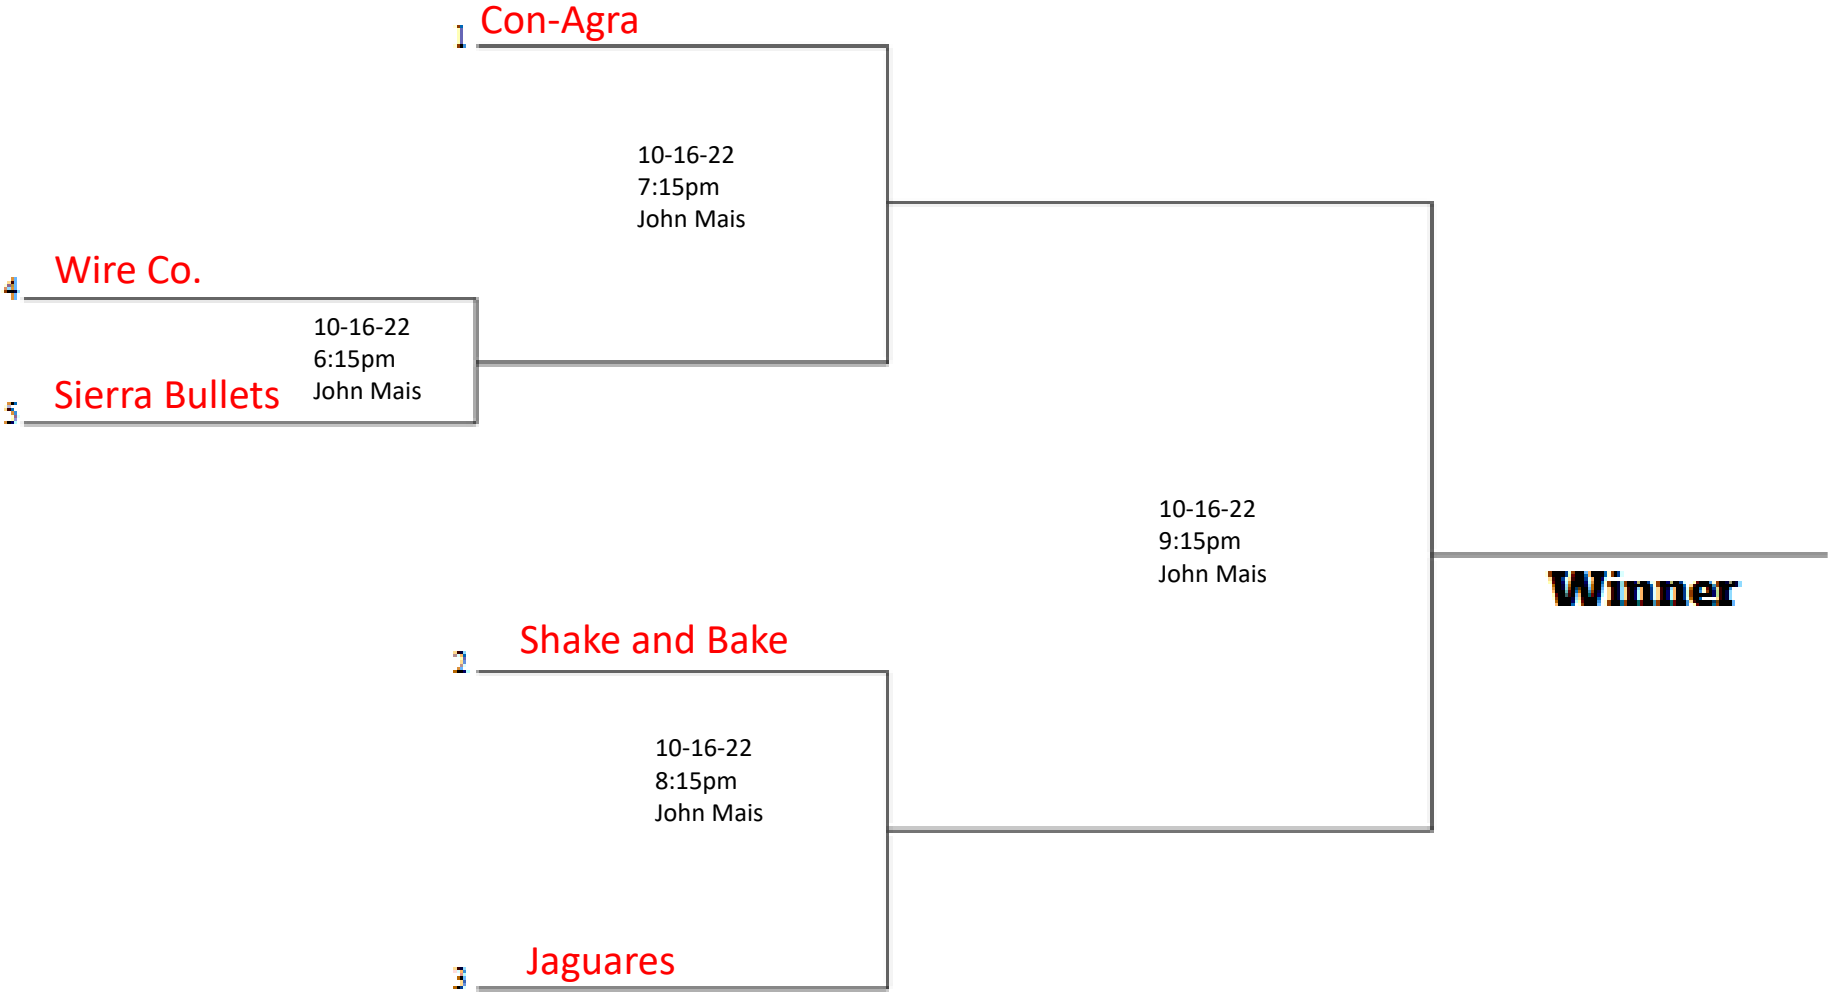 1 Con-Agra
10-16-22
7:15pm
John Mais
4 Wire Co.
10-16-22
6:15pm
John Mais
5 Sierra Bullets
10-16-22
9:15pm
John Mais
Winner
2 Shake and Bake
10-16-22
8:15pm
John Mais
3 Jaguares